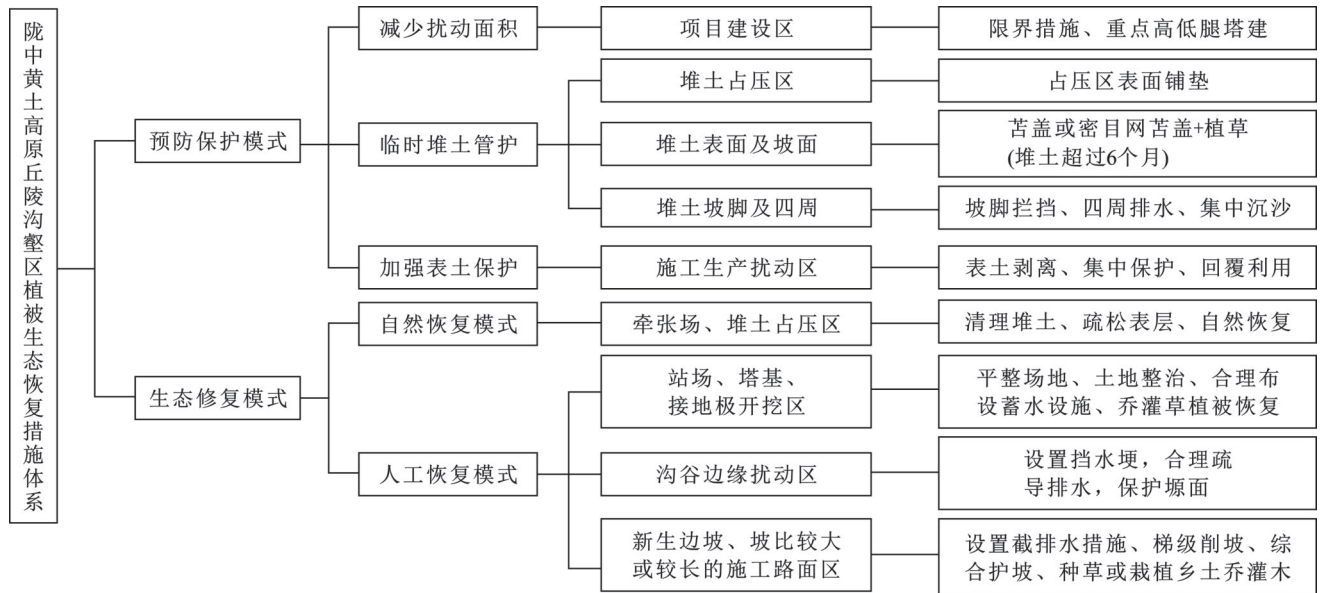 陇中黄土高原丘陵沟壑区植被生态恢复措施体系
预防保护模式
减少扰动面积
项目建设区
限界措施、重点高低腿塔建
临时堆土管护
堆土占压区
占压区表面铺垫
堆土表面及坡面
苫盖或密目网苫盖+植草
(堆土超过6个月)
堆土坡脚及四周
坡脚拦挡、四周排水、集中沉沙
加强表土保护
施工生产扰动区
表土剥离、集中保护、回覆利用
生态修复模式
自然恢复模式
牵张场、堆土占压区
清理堆土、疏松表层、自然恢复
人工恢复模式
站场、塔基、
接地极开挖区
平整场地、土地整治、合理布
设蓄水设施、乔灌草植被恢复
沟谷边缘扰动区
设置挡水埂，合理疏
导排水，保护塬面
新生边坡、坡比较大
或较长的施工路面区
设置截排水措施、梯级削坡、综
合护坡、种草或栽植乡土乔灌木